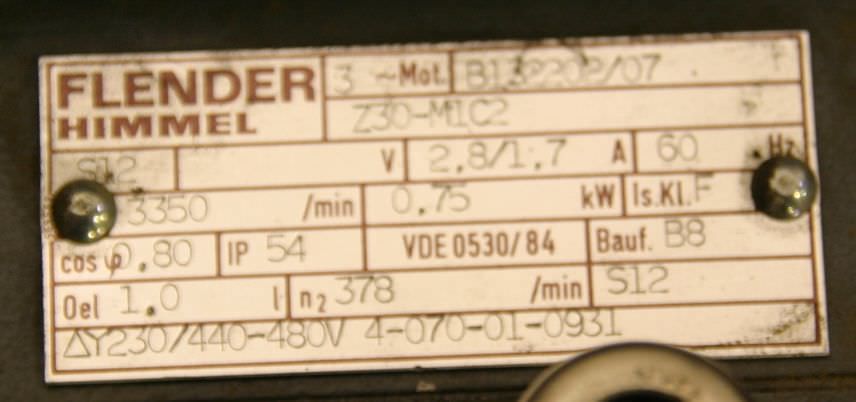 FLENDER
HIMMEL
3 ~Mot. B132202/07
Z30-M1C2
S12 V 2,8/1,7 A 60 Hz
3350 /min 0,75 kW Is.Kl. F
cos φ 0,80 IP 54 VDE 0530/84 Bauf. B8
Oel 1,0 l n₂ 378 /min S12
ΔY230/440-480V 4-070-01-0931